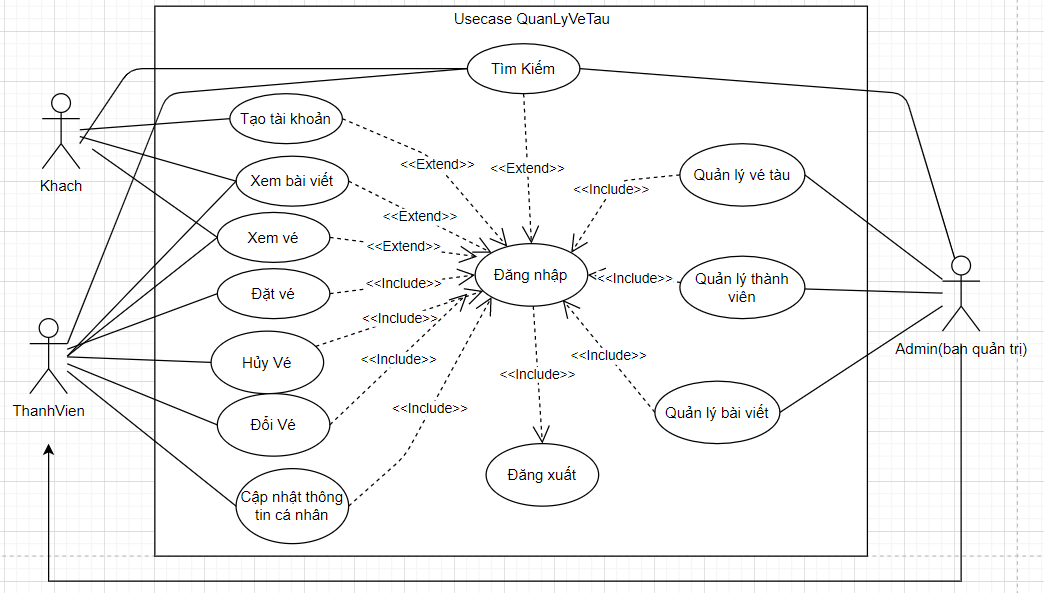 Usecase QuanLyVeTau
Tìm Kiếm
Tạo tài khoản
<<Extend>>
<<Extend>>
Quản lý vé tàu
<<Include>>
Khach
Xem bài viết
<<Extend>>
Xem vé
<<Extend>>
Đăng nhập
<<Include>>
Quản lý thành
viên
Đặt vé
<<Include>>
<<Include>>
Admin(ban quản trị)
Hủy Vé
<<Include>>
<<Include>>
<<Include>>
ThanhVien
<<Include>>
Quản lý bài viết
Đổi Vé
Đăng xuất
Cập nhật thông
tin cá nhân